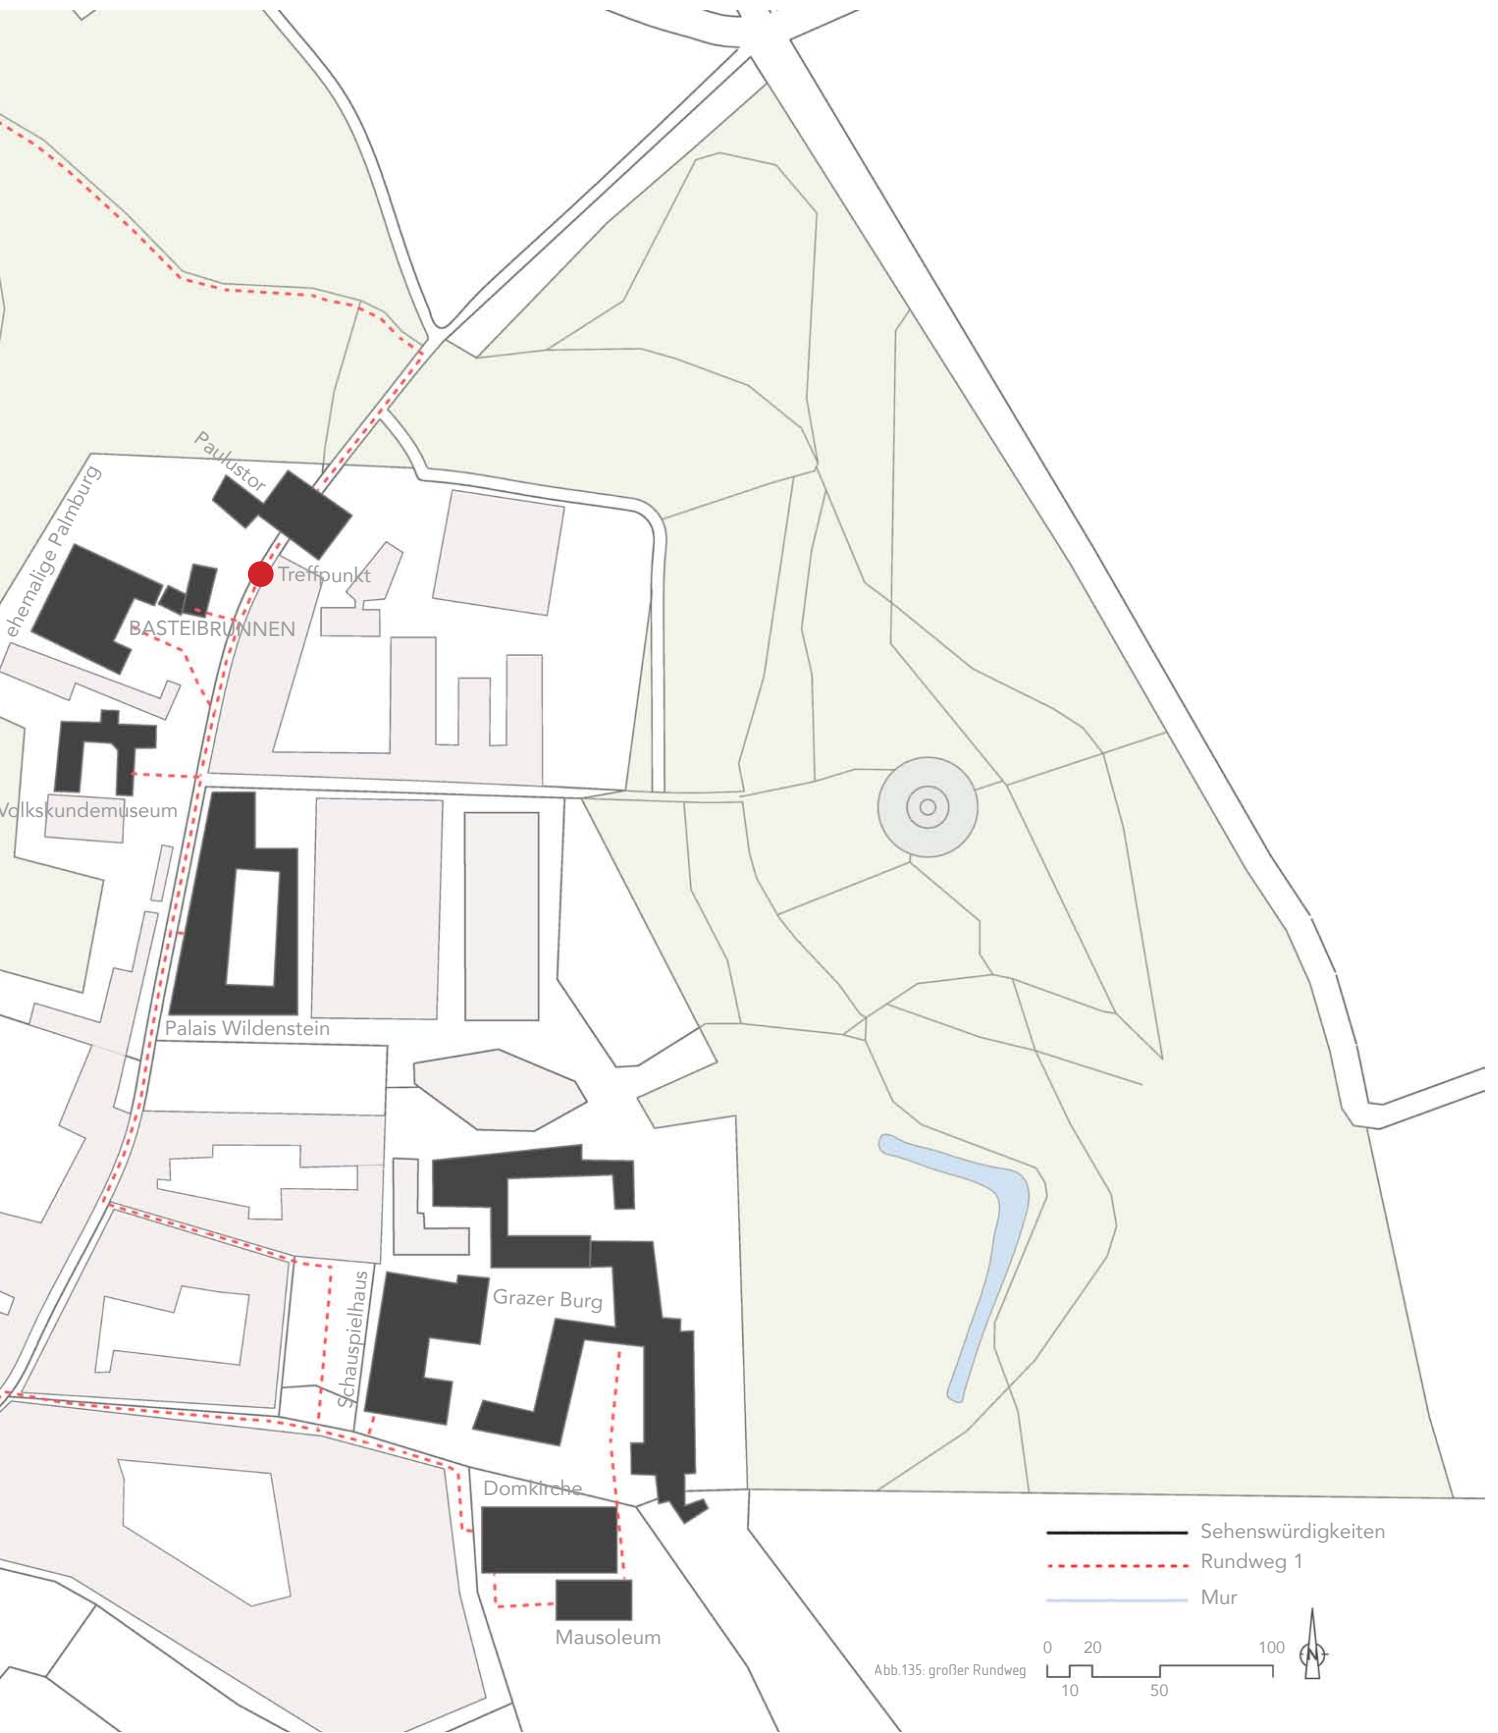 Paulustor
ehemalige Palmburg
Treffpunkt
BASTEIBRUNNEN
Volkskundemuseum
Palais Wildenstein
Schauspielhaus
Grazer Burg
Domkirche
Mausoleum
Sehenswürdigkeiten
Rundweg 1
Mur
0 20 100
10 50
N
Abb.135: großer Rundweg